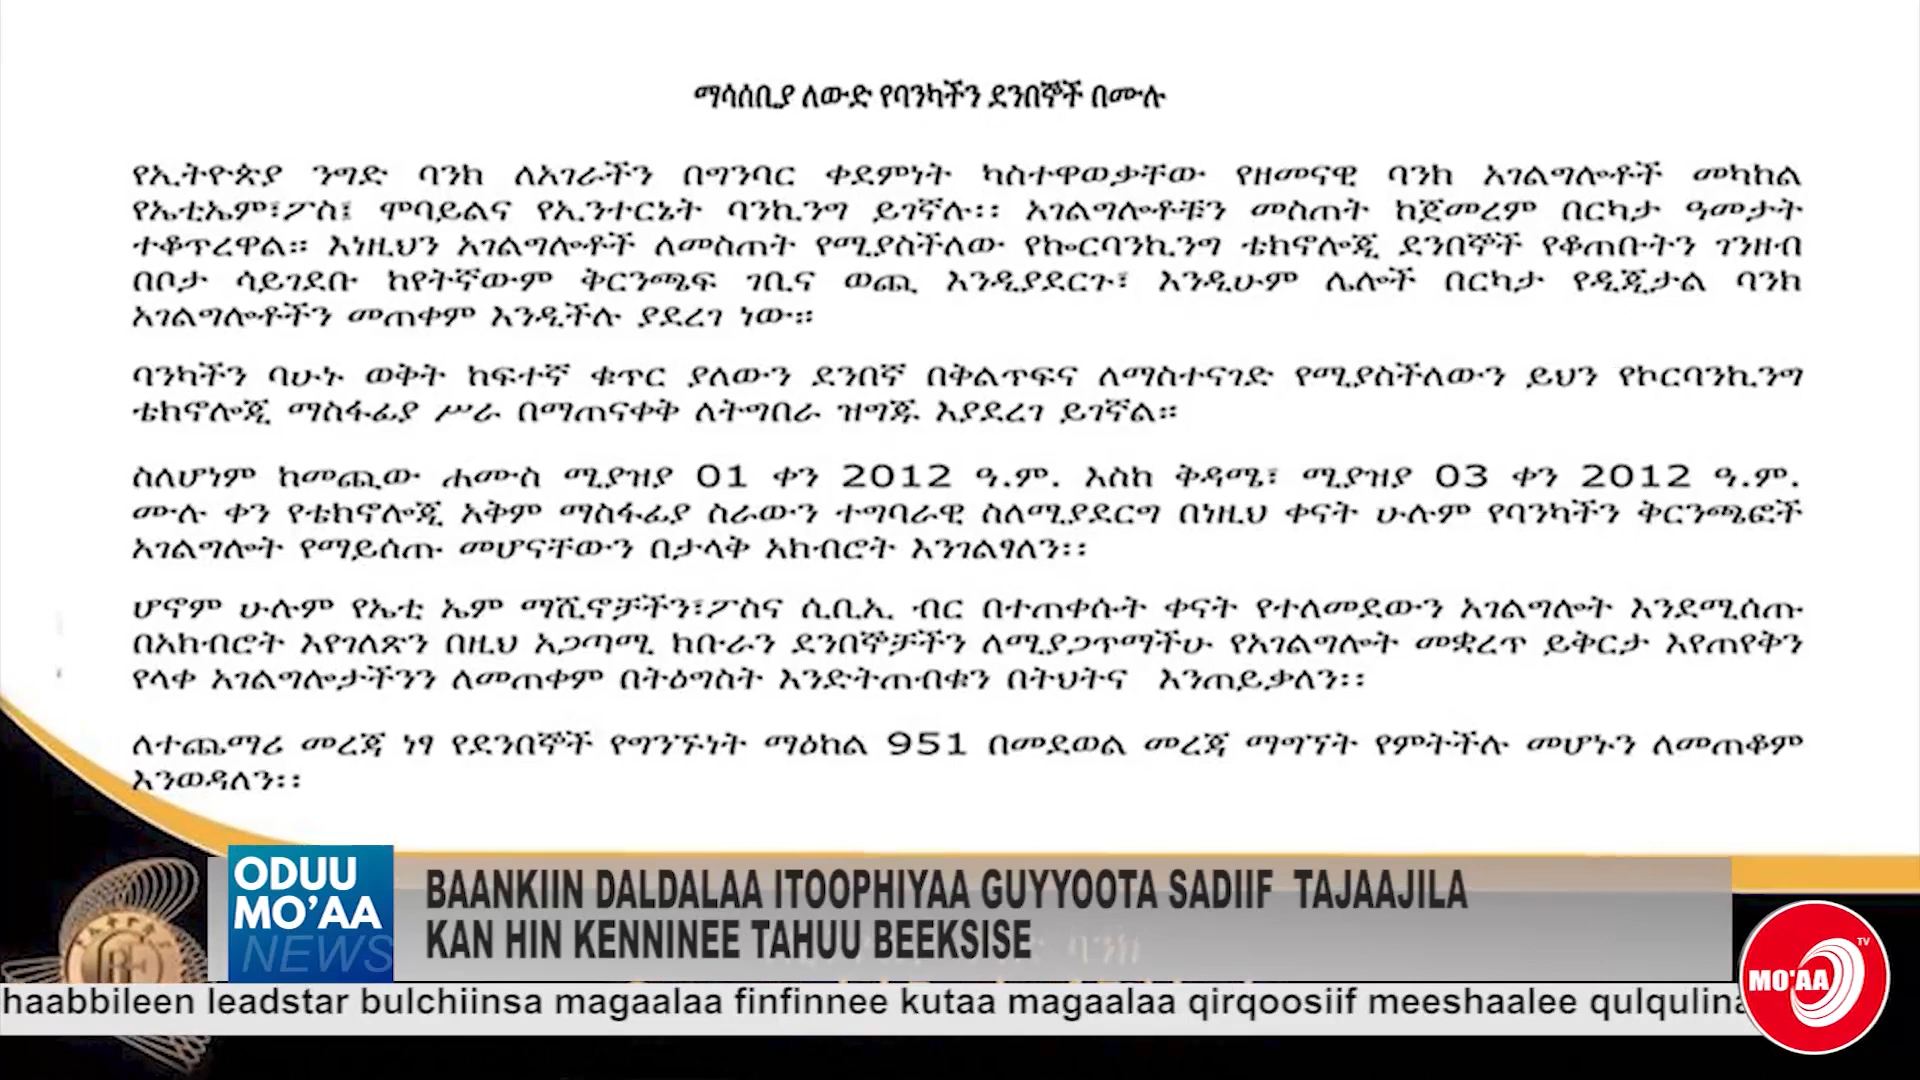 ማሳሰቢያ ለውድ የባንካችን ደንበኞች በሙሉ
የኢትዮጵያ ንግድ ባንክ ለአገራችን በግንባር ቀደምነት ካስተዋወቃቸው የዘመናዊ ባንክ አገልግሎቶች መካከል
የኤቲኤም፣ፖስ፤ ሞባይልና የኢንተርኔት ባንኪንግ ይገኛሉ፡፡ አገልግሎቶቹን መስጠት ከጀመረም በርካታ ዓመታት
ተቆጥረዋል። እነዚህን አገልግሎቶች ለመስጠት የሚያስችለው የኮርባንኪንግ ቴክኖሎጂ ደንበኞች የቆጠቡትን ገንዘብ
በቦታ ሳይገደቡ ከየትኛውም ቅርንጫፍ ገቢና ወጪ እንዲያደርጉ፣ እንዲሁም ሌሎች በርካታ የዲጂታል ባንክ
አገልግሎቶችን መጠቀም እንዲችሉ ያደረገ ነው።
ባንካችን ባሁኑ ወቅት ከፍተኛ ቁጥር ያለውን ደንበኛ በቅልጥፍና ለማስተናገድ የሚያስችለውን ይህን የኮርባንኪንግ
ቴክኖሎጂ ማስፋፊያ ሥራ በማጠናቀቅ ለትግበራ ዝግጁ እያደረገ ይገኛል።
ስለሆነም ከመጪው ሐሙስ ሚያዝያ 01 ቀን 2012 ዓ.ም. እስከ ቅዳሜ፣ ሚያዝያ 03 ቀን 2012 ዓ.ም.
ሙሉ ቀን የቴክኖሎጂ አቅም ማስፋፊያ ስራውን ተግባራዊ ስለሚያደርግ በነዚህ ቀናት ሁሉም የባንካችን ቅርንጫፎች
አገልግሎት የማይሰጡ መሆናቸውን በታላቅ አክብሮት እንገልፃለን፡፡
ሆኖም ሁሉም የኤቲ ኤም ማሽኖቻችን፣ፖስና ሲ.ቢ.ኢ ብር በተጠቀሱት ቀናት የተለመደውን አገልግሎት እንደሚሰጡ
በአክብሮት እየገለጽን በዚህ አጋጣሚ ክቡራን ደንበኞቻችን ለሚያጋጥማችሁ የአገልግሎት መቋረጥ ይቅርታ እየጠየቅን
የላቀ አገልግሎታችንን ለመጠቀም በትዕግስት እንድትጠብቁን በትህትና እንጠይቃለን፡፡
ለተጨማሪ መረጃ ነፃ የደንበኞች የግንኙነት ማዕከል 951 በመደወል መረጃ ማግኘት የምትችሉ መሆኑን ለመጠቆም
እንወዳለን፡፡
ODUU
MO'AA
NEWS
BAANKIIN DALDALAA ITOOPHIYAA GUYYOOTA SADIIF TAJAAJILA
KAN HIN KENNINEE TAHUU BEEKSISE
haabbileen leadstar bulchiinsa magaalaa finfinnee kutaa magaalaa qirqoosiif meeshaalee qulqulina
MO'AA TV